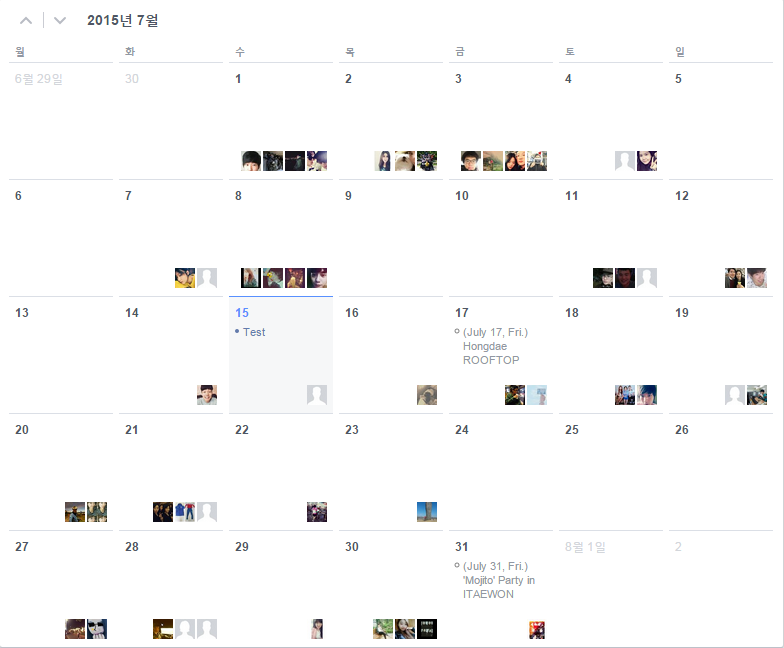 2015년 7월
월 화 수 목 금 토 일
6월 29일 30 1 2 3 4 5
6 7 8 9 10 11 12
13 14 15 16 17 18 19
• Test
(July 17, Fri.)
Hongdae
ROOFTOP
20 21 22 23 24 25 26
27 28 29 30 31 8월 1일 2
(July 31, Fri.)
'Mojito' Party in
ITAEWON